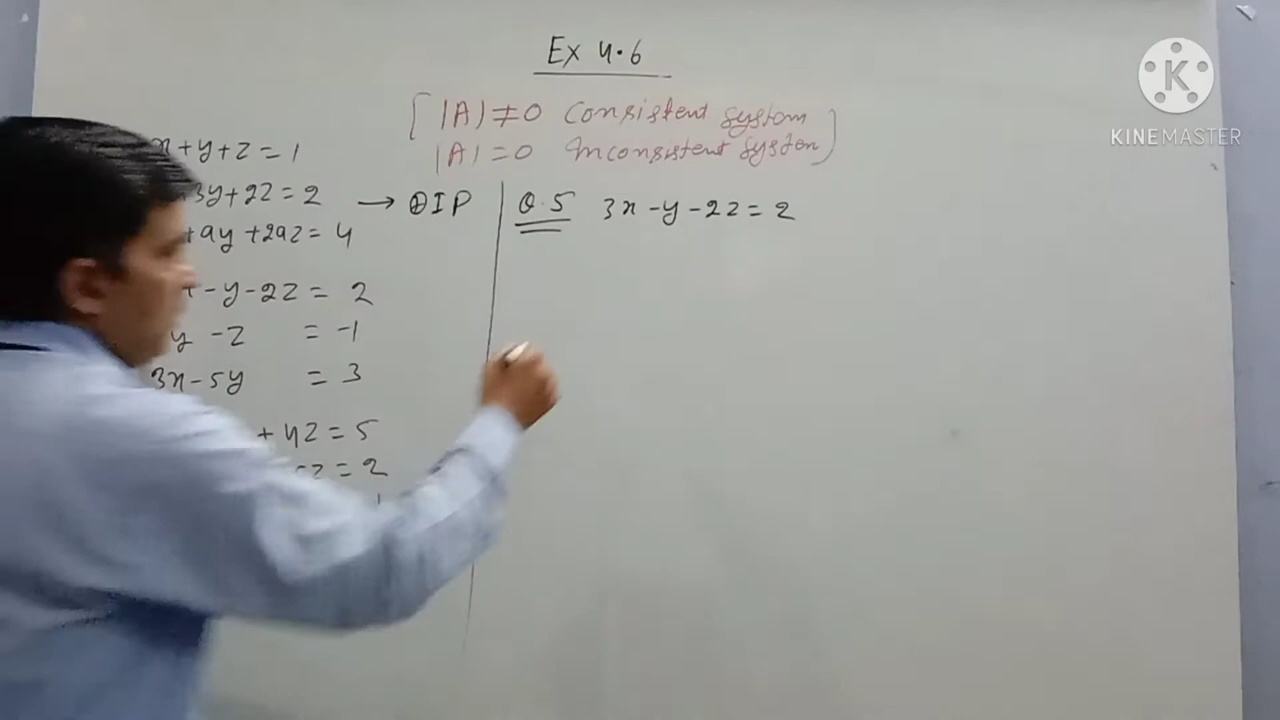 Ex 4.6
|A| ≠ 0 Consistent system
|A| = 0 Inconsistent system
+y+z = 1
3y+2z = 2 → DIP
+ay+2az = 4
-y-2z = 2
y -z = -1
3x-5y = 3
+4z = 5
z = 2
Q.5 3x-y-2z = 2
KINEMASTER